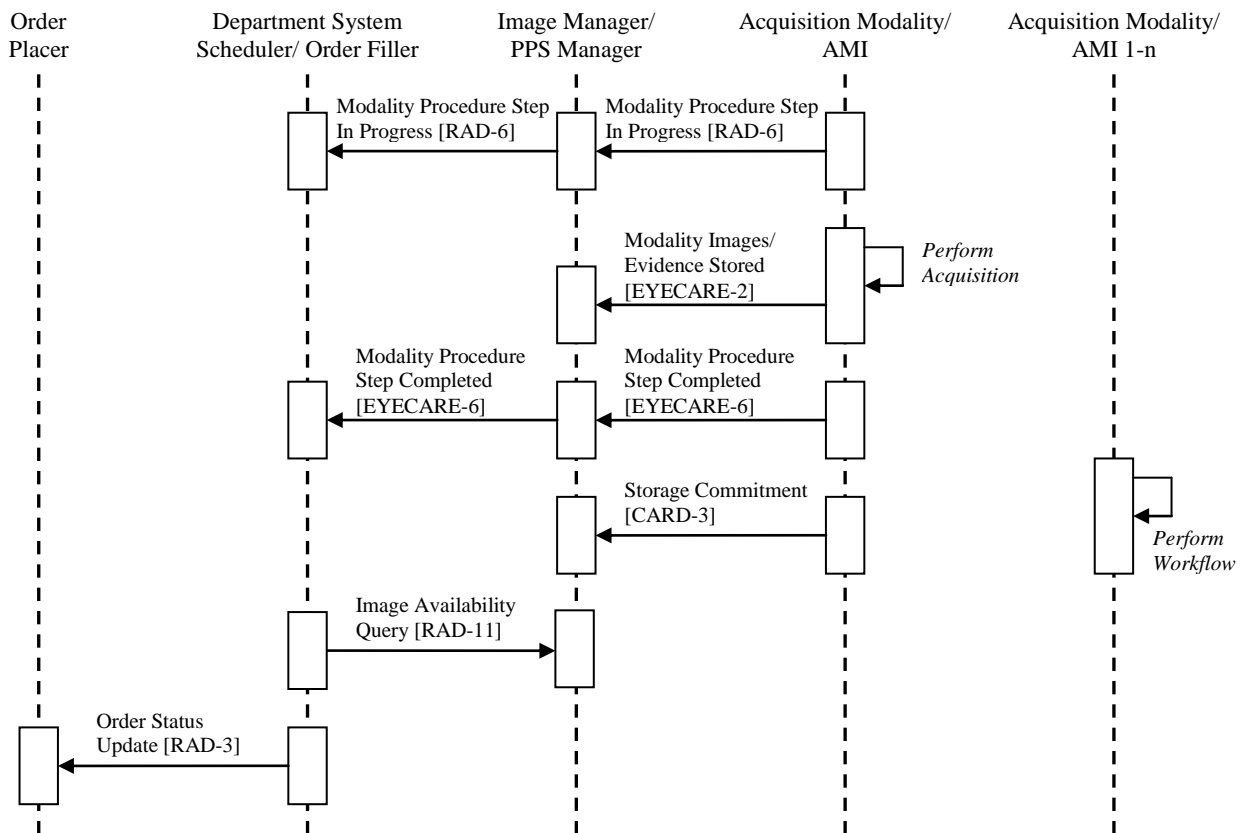 Order
Placer
Department System
Scheduler/ Order Filler
Image Manager/
PPS Manager
Acquisition Modality/
AMI
Acquisition Modality/
AMI 1-n
Modality Procedure Step
In Progress [RAD-6]
Modality Procedure Step
In Progress [RAD-6]
Modality Images/
Evidence Stored
[EYECARE-2]
Perform
Acquisition
Modality Procedure
Step Completed
[EYECARE-6]
Modality Procedure
Step Completed
[EYECARE-6]
Storage Commitment
[CARD-3]
Perform
Workflow
Image Availability
Query [RAD-11]
Order Status
Update [RAD-3]